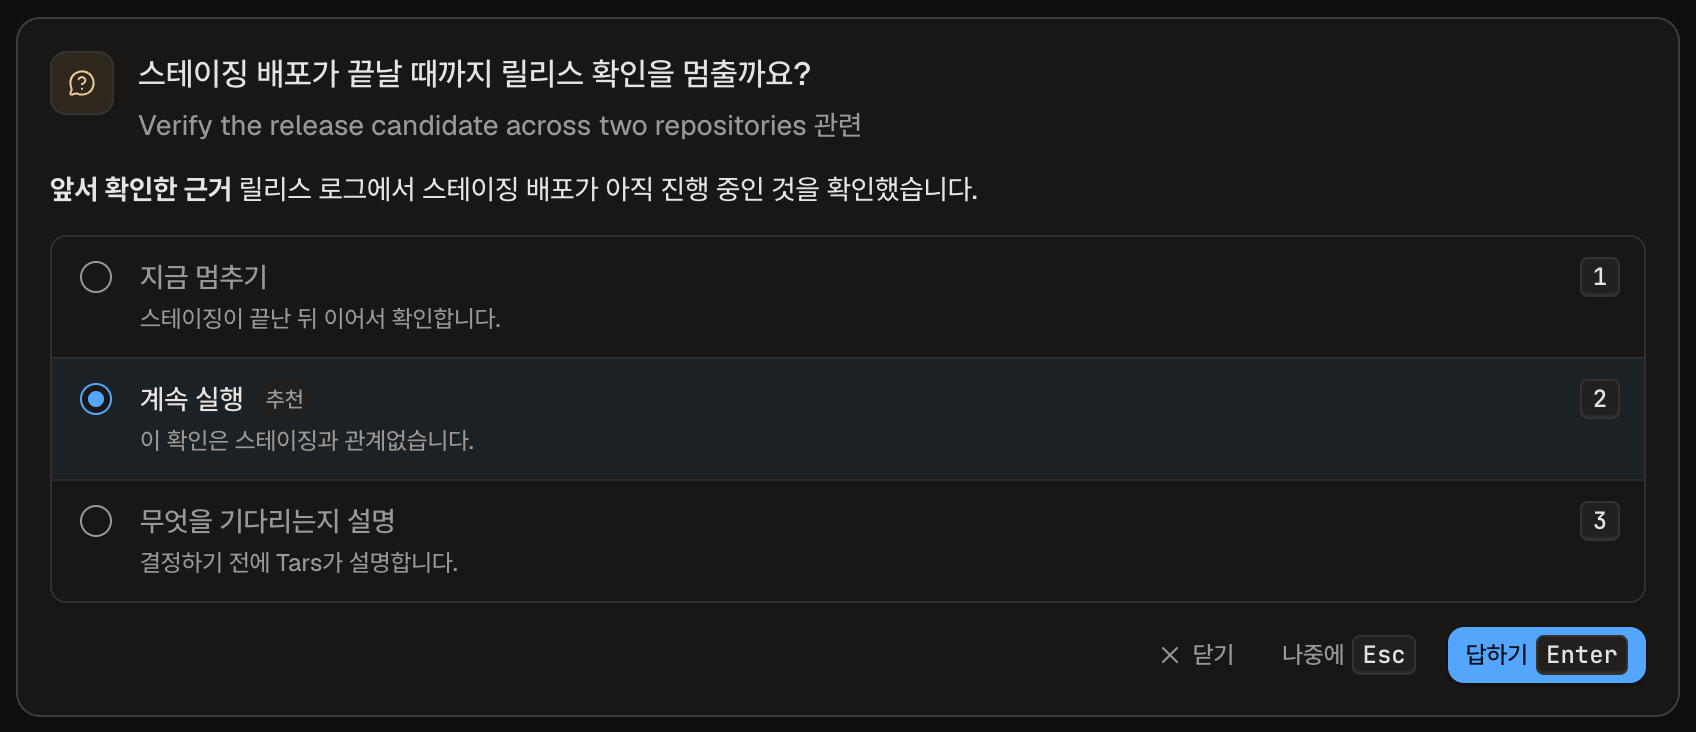 스테이징 배포가 끝날 때까지 릴리스 확인을 멈출까요?
Verify the release candidate across two repositories 관련
앞서 확인한 근거 릴리스 로그에서 스테이징 배포가 아직 진행 중인 것을 확인했습니다.
지금 멈추기 1
스테이징이 끝난 뒤 이어서 확인합니다.
계속 실행 추천 2
이 확인은 스테이징과 관계없습니다.
무엇을 기다리는지 설명 3
결정하기 전에 Tars가 설명합니다.
닫기 나중에 Esc 답하기 Enter